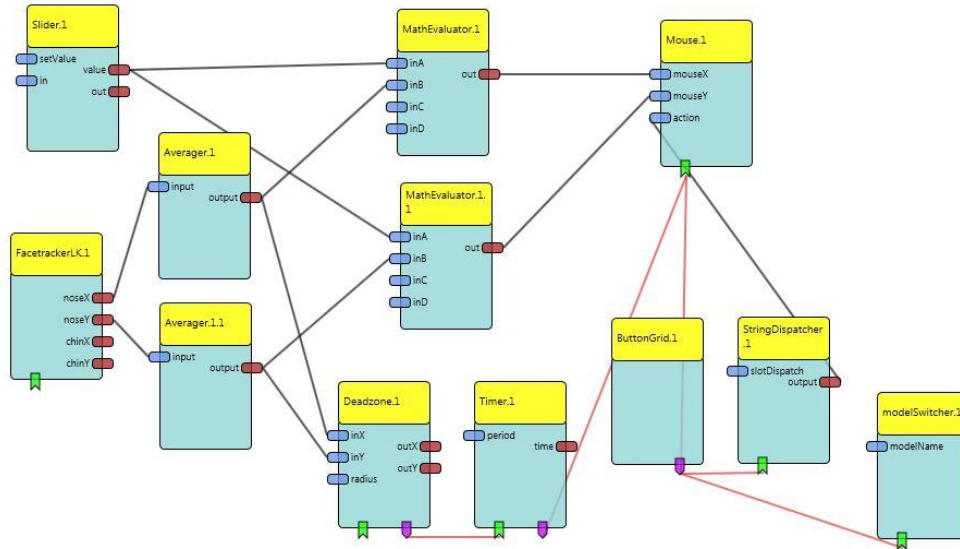 Slider.1
setValue
value
in
out
MathEvaluator.1
inA
out
inB
inC
inD
Mouse.1
mouseX
mouseY
action
Averager.1
input
output
MathEvaluator.1.
1
inA
out
inB
inC
inD
FacetrackerLK.1
noseX
noseY
chinX
chinY
Averager.1.1
input
output
Deadzone.1
inX
outX
inY
outY
radius
Timer.1
period
time
ButtonGrid.1
StringDispatcher
.1
slotDispatch
output
modelSwitcher.1
modelName